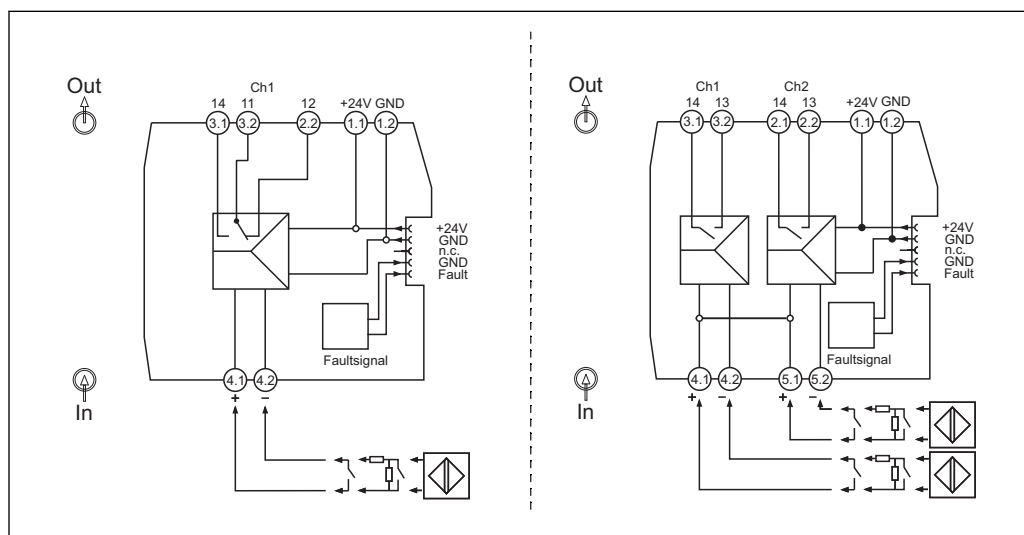 Out
Ch1
14 11 12 +24V GND
3.1 3.2 2.2 1.1 1.2
+24V
GND
n.c.
GND
Fault
Faultsignal
4.1 4.2
+ –
In
Out
Ch1 Ch2
14 13 14 13 +24V GND
3.1 3.2 2.1 2.2 1.1 1.2
+24V
GND
n.c.
GND
Fault
Faultsignal
4.1 4.2 5.1 5.2
+ – + –
In